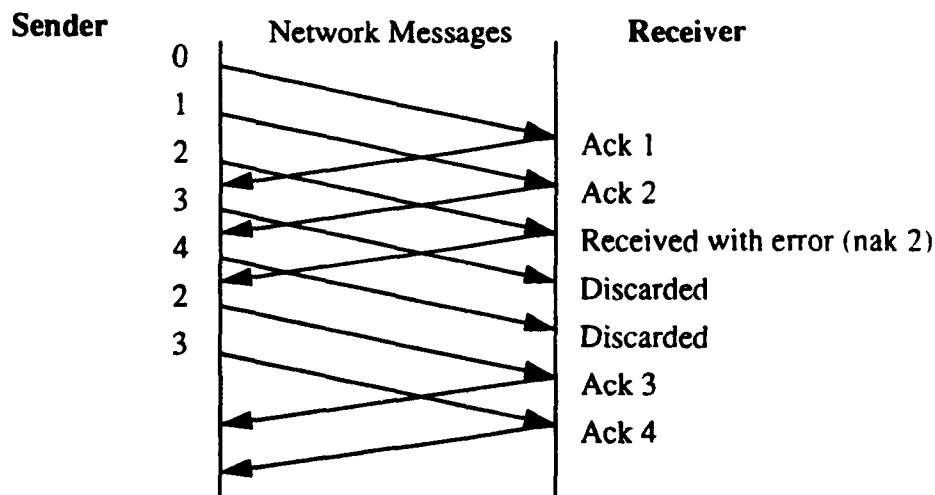 Sender
Network Messages
Receiver
0
1
2
3
4
2
3
Ack 1
Ack 2
Received with error (nak 2)
Discarded
Discarded
Ack 3
Ack 4